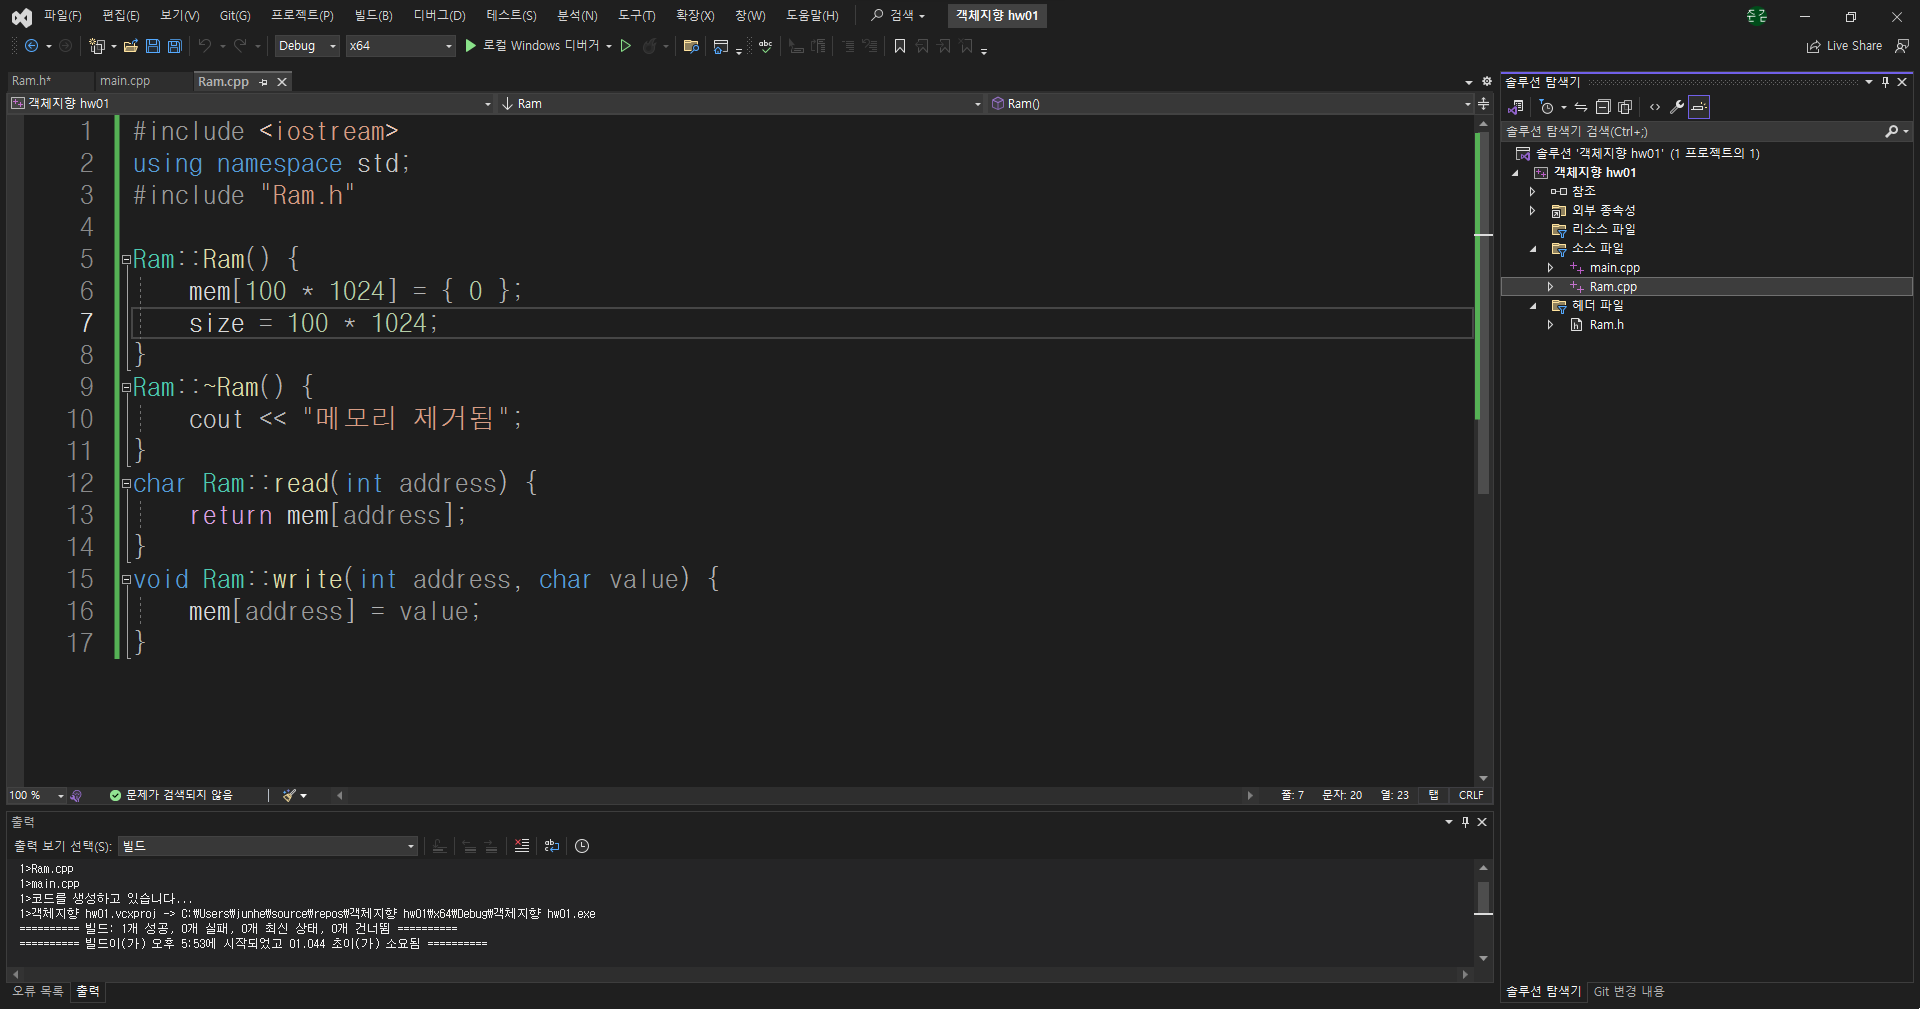 파일(F) 편집(E) 보기(V) Git(G) 프로젝트(P) 빌드(B) 디버그(D) 테스트(S) 분석(N) 도구(T) 확장(X) 창(W) 도움말(H) 검색 객체지향 hw01
Debug x64 로컬 Windows 디버거 Live Share
Ram.h* main.cpp Ram.cpp
객체지향 hw01 Ram Ram()
1 #include <iostream>
2 using namespace std;
3 #include "Ram.h"
4
5 Ram::Ram() {
6 mem[100 * 1024] = { 0 };
7 size = 100 * 1024;
8 }
9 Ram::~Ram() {
10 cout << "메모리 제거됨";
11 }
12 char Ram::read(int address) {
13 return mem[address];
14 }
15 void Ram::write(int address, char value) {
16 mem[address] = value;
17 }
100 % 문제가 검색되지 않음 줄: 7 문자: 20 열: 23 탭 CRLF
출력
출력 보기 선택(S): 빌드
1>Ram.cpp
1>main.cpp
1>코드를 생성하고 있습니다...
1>객체지향 hw01.vcxproj -> C:₩Users₩junhe₩source₩repos₩객체지향 hw01₩x64₩Debug₩객체지향 hw01.exe
========== 빌드: 1개 성공, 0개 실패, 0개 최신 상태, 0개 건너뜀 ==========
========== 빌드이(가) 오후 5:53에 시작되었고 01.044 초이(가) 소요됨 ==========
오류 목록 출력
솔루션 탐색기
솔루션 탐색기 검색(Ctrl+;)
솔루션 '객체지향 hw01' (1 프로젝트의 1)
객체지향 hw01
참조
외부 종속성
리소스 파일
소스 파일
main.cpp
Ram.cpp
헤더 파일
Ram.h
솔루션 탐색기 Git 변경 내용